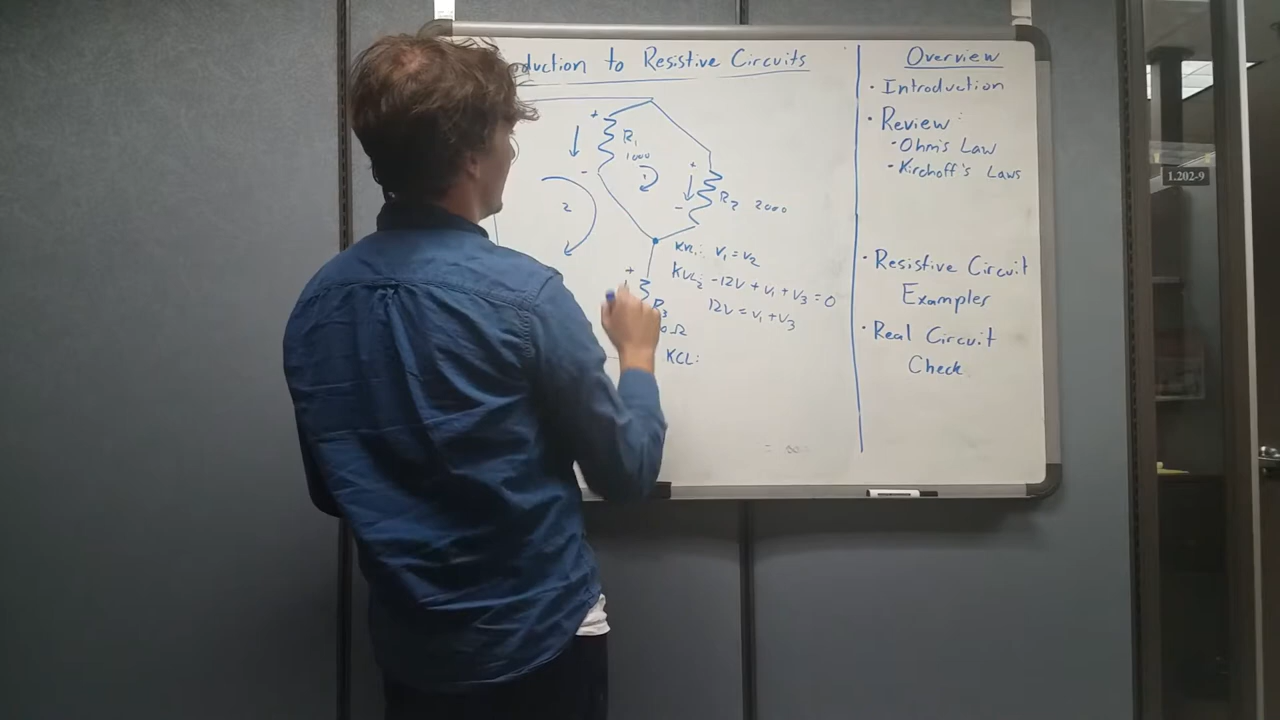 duction to Resistive Circuits
+
R₁
1000
-
1
2
+
-
R₂ 2000
KVL₁: V₁ = V₂
KVL₂: -12V + V₁ + V₃ = 0
12V = V₁ + V₃
+
R₃
0Ω
KCL:
Overview
· Introduction
· Review:
· Ohm's Law
· Kirchoff's Laws
· Resistive Circuit
Examples
· Real Circuit
Check
1.202-9